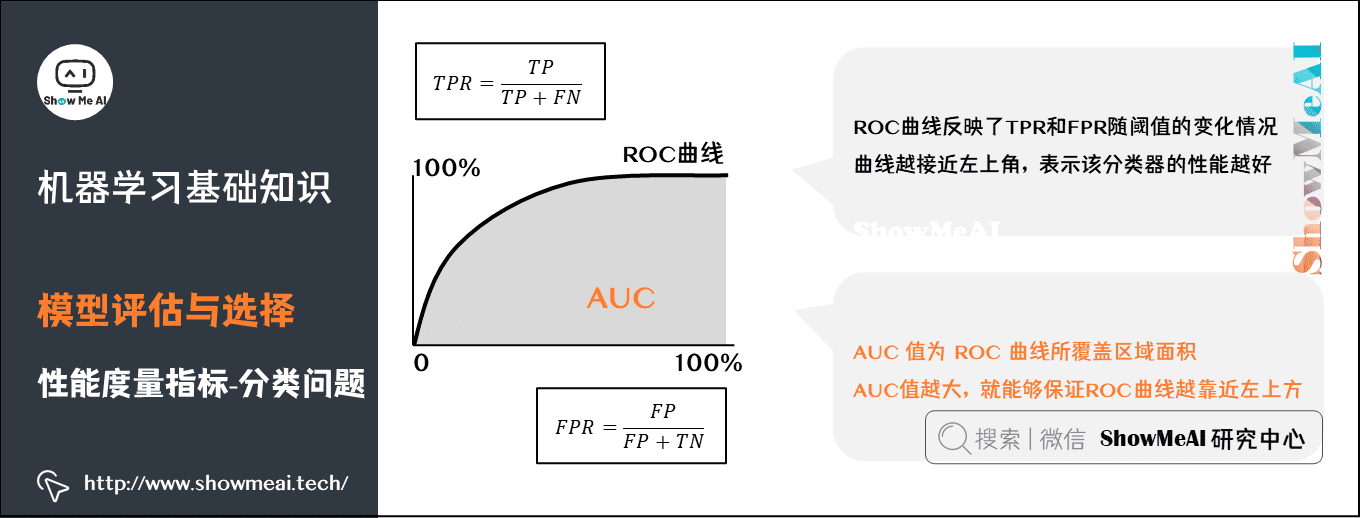 Show Me AI
机器学习基础知识
模型评估与选择
性能度量指标-分类问题
http://www.showmeai.tech/
TPR = TP / (TP + FN)
100%
ROC曲线
AUC
0
100%
FPR = FP / (FP + TN)
ROC曲线反映了TPR和FPR随阈值的变化情况
曲线越接近左上角，表示该分类器的性能越好
ShowMeAI
ShowMeAI
AUC 值为 ROC 曲线所覆盖区域面积
AUC值越大，就能够保证ROC曲线越靠近左上方
搜索 | 微信 ShowMeAI 研究中心